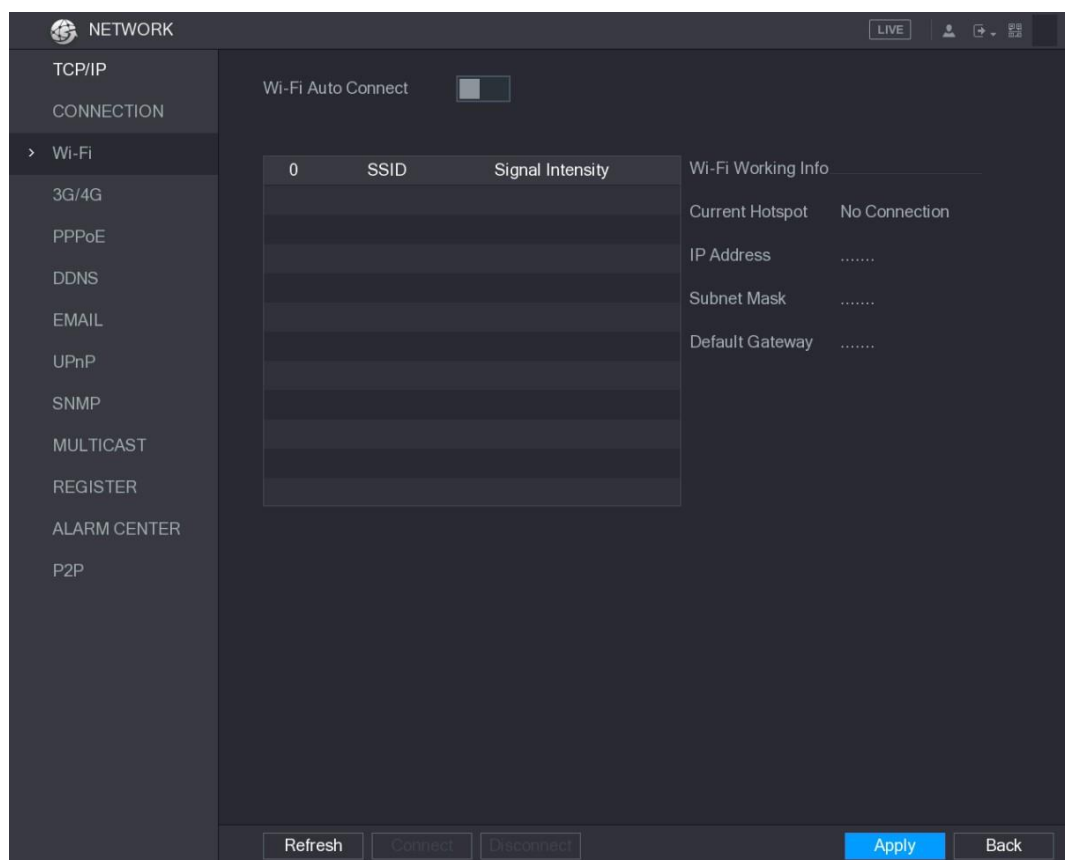 NETWORK
LIVE
TCP/IP
CONNECTION
> Wi-Fi
3G/4G
PPPoE
DDNS
EMAIL
UPnP
SNMP
MULTICAST
REGISTER
ALARM CENTER
P2P
Wi-Fi Auto Connect
0 SSID Signal Intensity
Wi-Fi Working Info
Current Hotspot No Connection
IP Address .......
Subnet Mask .......
Default Gateway .......
Refresh Connect Disconnect Apply Back